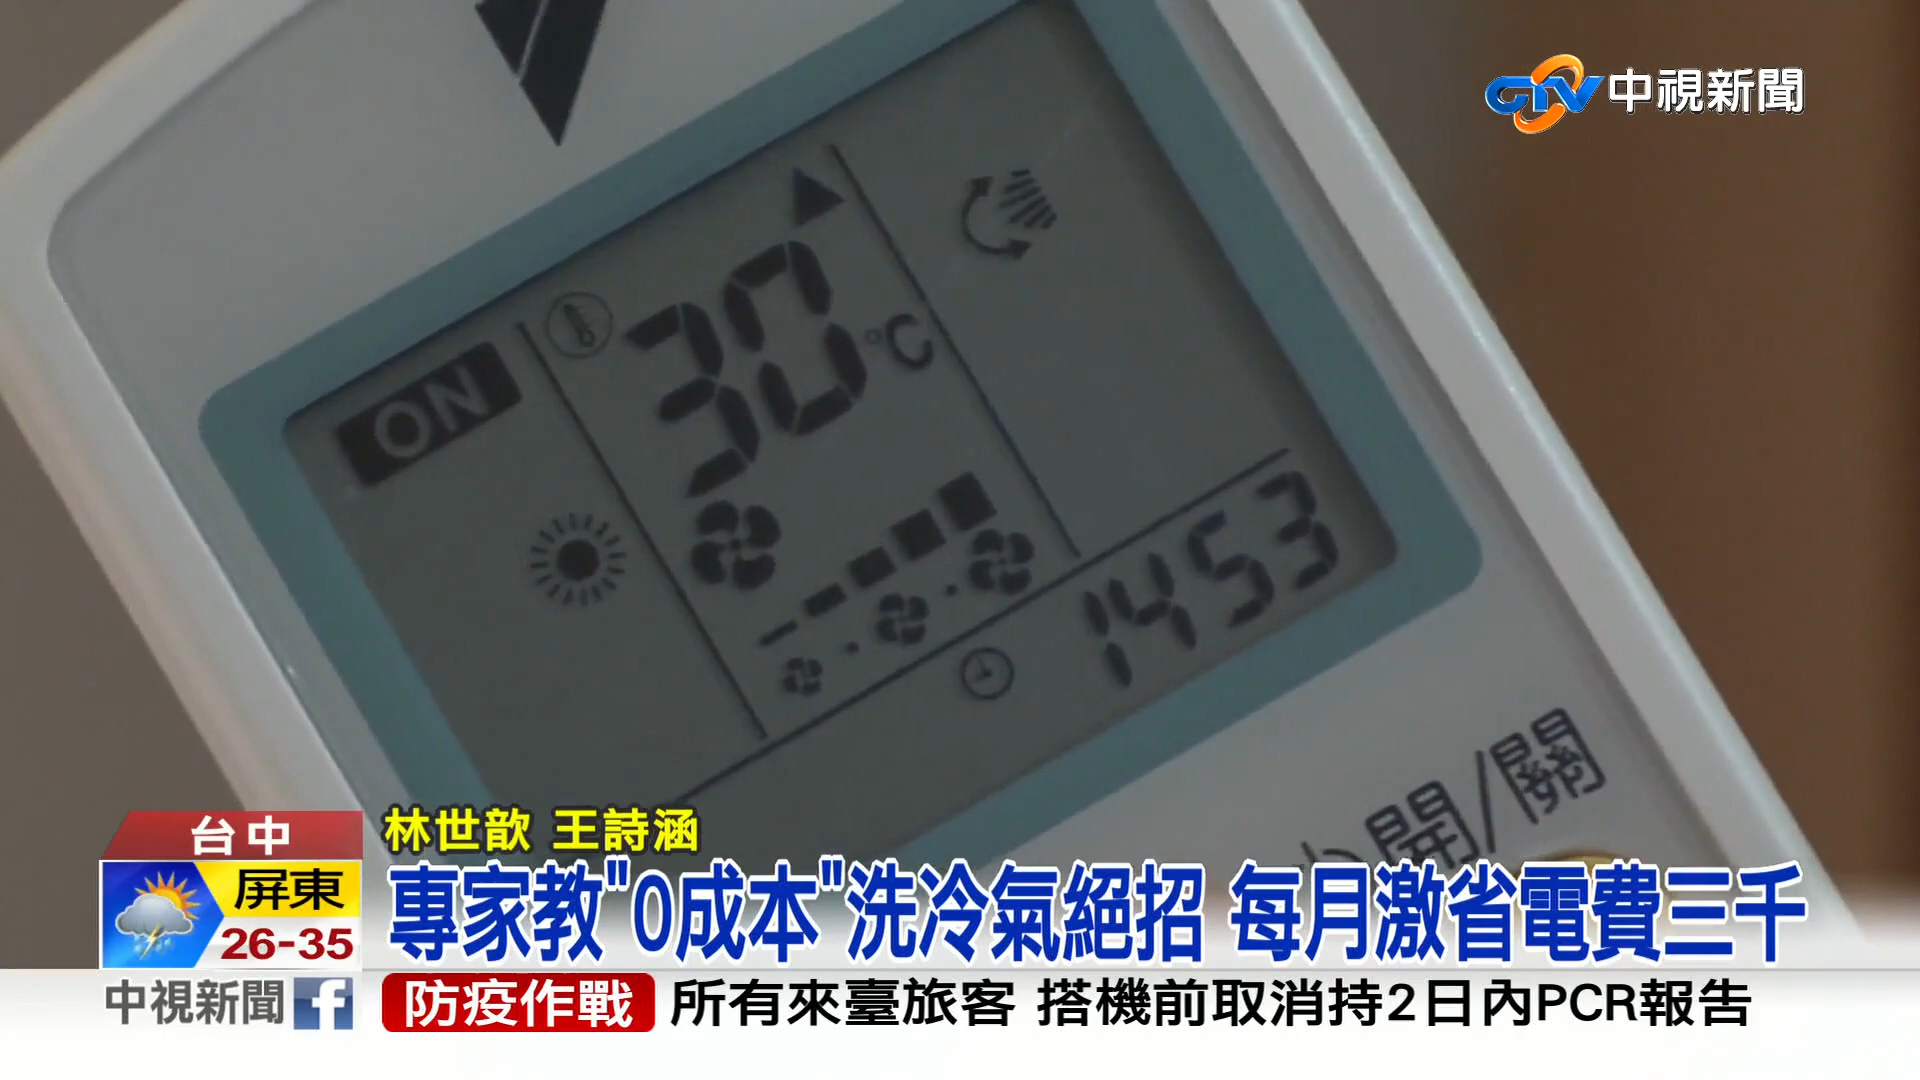 CTV中視新聞
30°C
ON
1453
開/關
台中
林世歆 王詩涵
屏東
26-35
專家教"0成本"洗冷氣絕招 每月激省電費三千
中視新聞
防疫作戰 所有來臺旅客 搭機前取消持2日內PCR報告